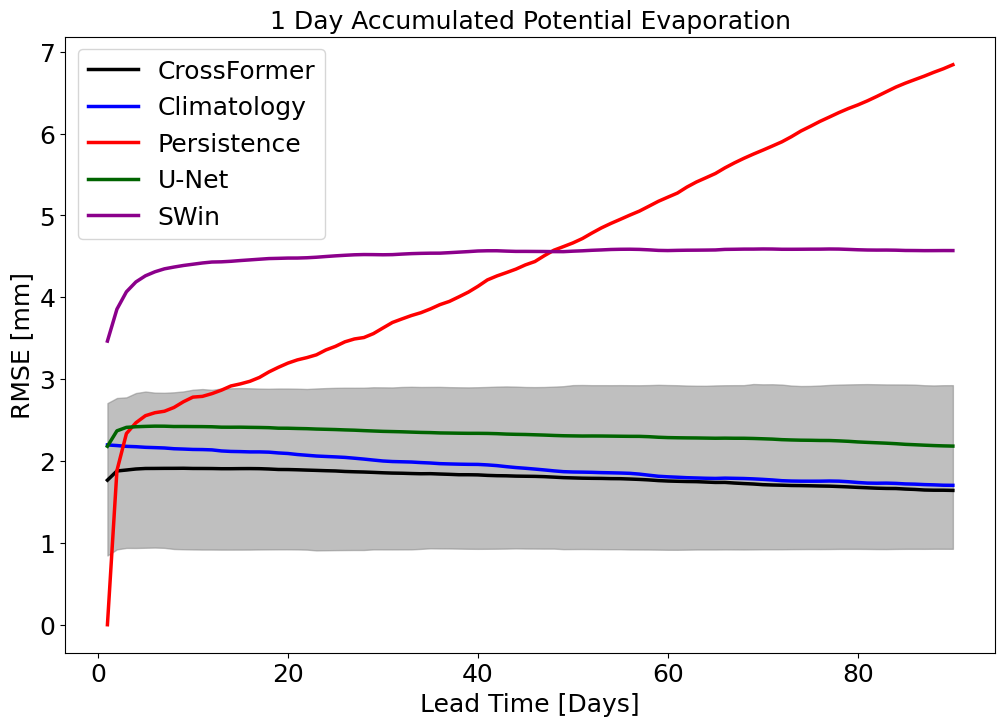 1 Day Accumulated Potential Evaporation
7
6
5
4
3
2
1
0
RMSE [mm]
CrossFormer
Climatology
Persistence
U-Net
SWin
0 20 40 60 80
Lead Time [Days]